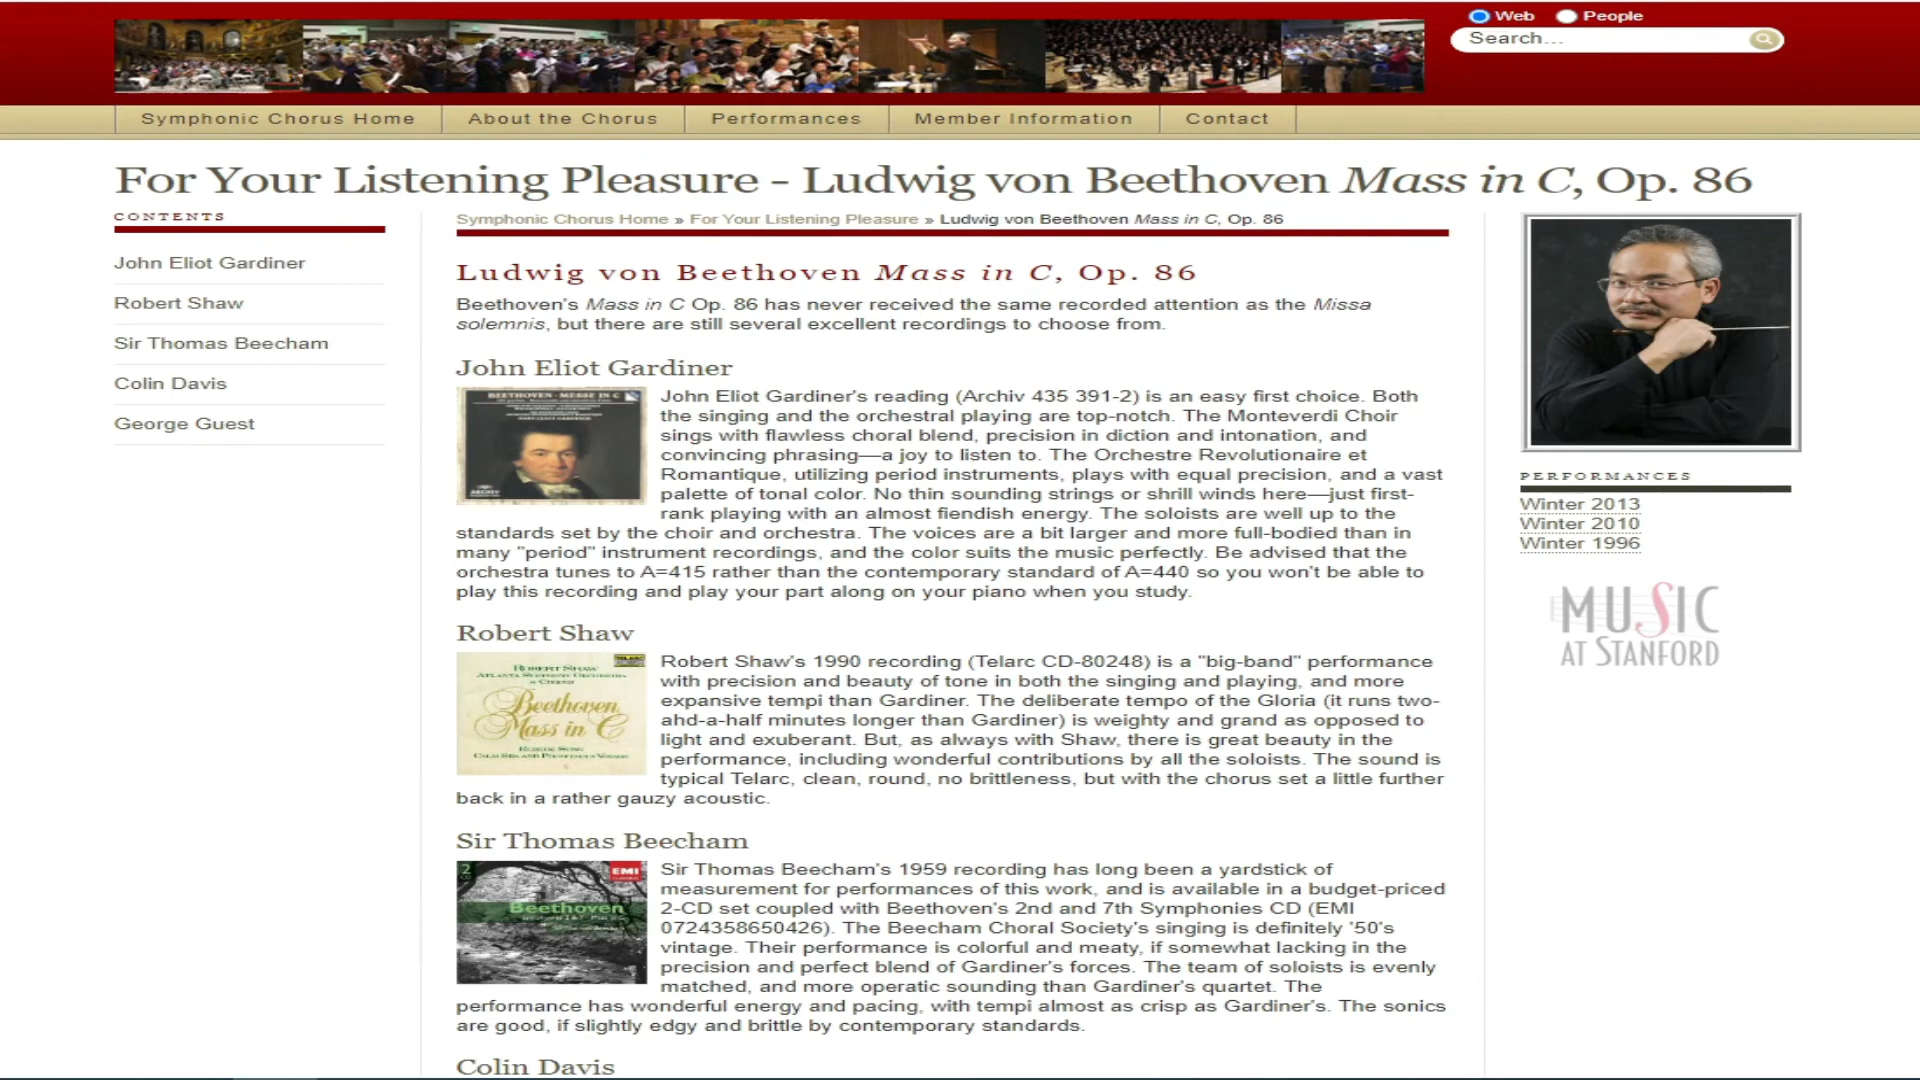 Web People
Search...
Symphonic Chorus Home
About the Chorus
Performances
Member Information
Contact
For Your Listening Pleasure - Ludwig von Beethoven Mass in C, Op. 86
CONTENTS
John Eliot Gardiner
Robert Shaw
Sir Thomas Beecham
Colin Davis
George Guest
Symphonic Chorus Home » For Your Listening Pleasure » Ludwig von Beethoven Mass in C, Op. 86
Ludwig von Beethoven Mass in C, Op. 86
Beethoven's Mass in C Op. 86 has never received the same recorded attention as the Missa
solemnis, but there are still several excellent recordings to choose from.
John Eliot Gardiner
BEETHOVEN · MESSE IN C
ARCHIV
John Eliot Gardiner's reading (Archiv 435 391-2) is an easy first choice. Both
the singing and the orchestral playing are top-notch. The Monteverdi Choir
sings with flawless choral blend, precision in diction and intonation, and
convincing phrasing—a joy to listen to. The Orchestre Revolutionaire et
Romantique, utilizing period instruments, plays with equal precision, and a vast
palette of tonal color. No thin sounding strings or shrill winds here—just first-
rank playing with an almost fiendish energy. The soloists are well up to the
standards set by the choir and orchestra. The voices are a bit larger and more full-bodied than in
many "period" instrument recordings, and the color suits the music perfectly. Be advised that the
orchestra tunes to A=415 rather than the contemporary standard of A=440 so you won't be able to
play this recording and play your part along on your piano when you study.
Robert Shaw
TELARC
ROBERT SHAW
ATLANTA SYMPHONY ORCHESTRA
& CHORUS
Beethoven
Mass in C
ELEGIAC SONG
CALM SEA AND PROSPEROUS VOYAGE
Robert Shaw's 1990 recording (Telarc CD-80248) is a "big-band" performance
with precision and beauty of tone in both the singing and playing, and more
expansive tempi than Gardiner. The deliberate tempo of the Gloria (it runs two-
ahd-a-half minutes longer than Gardiner) is weighty and grand as opposed to
light and exuberant. But, as always with Shaw, there is great beauty in the
performance, including wonderful contributions by all the soloists. The sound is
typical Telarc, clean, round, no brittleness, but with the chorus set a little further
back in a rather gauzy acoustic.
Sir Thomas Beecham
2
CD
EMI
Beethoven
Sir Thomas Beecham's 1959 recording has long been a yardstick of
measurement for performances of this work, and is available in a budget-priced
2-CD set coupled with Beethoven's 2nd and 7th Symphonies CD (EMI
0724358650426). The Beecham Choral Society's singing is definitely '50's
vintage. Their performance is colorful and meaty, if somewhat lacking in the
precision and perfect blend of Gardiner's forces. The team of soloists is evenly
matched, and more operatic sounding than Gardiner's quartet. The
performance has wonderful energy and pacing, with tempi almost as crisp as Gardiner's. The sonics
are good, if slightly edgy and brittle by contemporary standards.
Colin Davis
PERFORMANCES
Winter 2013
Winter 2010
Winter 1996
MUSIC
AT STANFORD